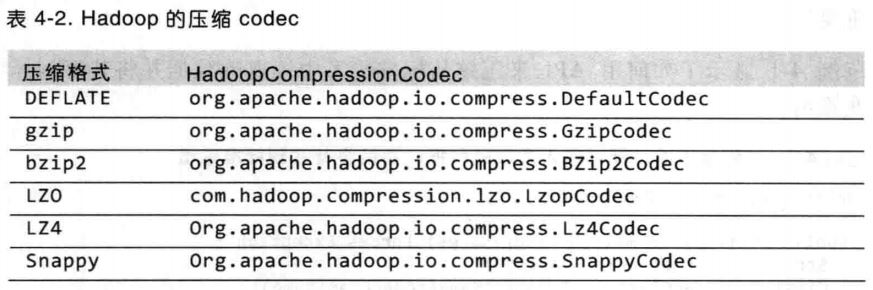 表 4-2. Hadoop 的压缩 codec
压缩格式 HadoopCompressionCodec
DEFLATE org.apache.hadoop.io.compress.DefaultCodec
gzip org.apache.hadoop.io.compress.GzipCodec
bzip2 org.apache.hadoop.io.compress.BZip2Codec
LZO com.hadoop.compression.lzo.LzopCodec
LZ4 Org.apache.hadoop.io.compress.Lz4Codec
Snappy Org.apache.hadoop.io.compress.SnappyCodec